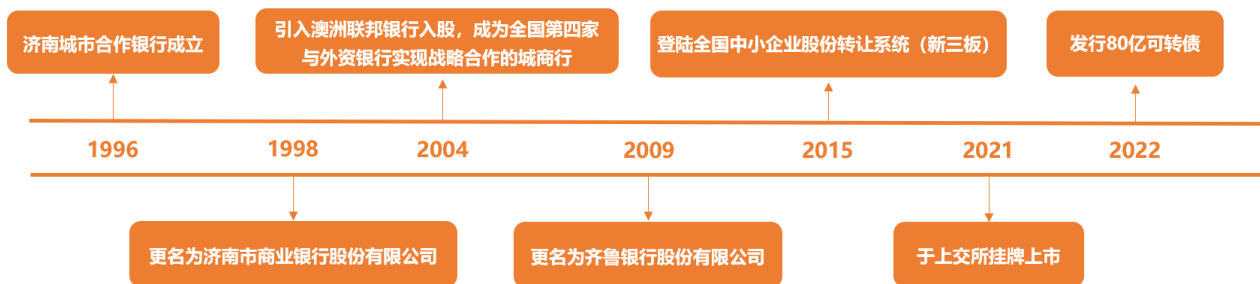 济南城市合作银行成立
引入澳洲联邦银行入股，成为全国第四家
与外资银行实现战略合作的城商行
登陆全国中小企业股份转让系统（新三板）
发行80亿可转债
1996
1998
2004
2009
2015
2021
2022
更名为济南市商业银行股份有限公司
更名为齐鲁银行股份有限公司
于上交所挂牌上市